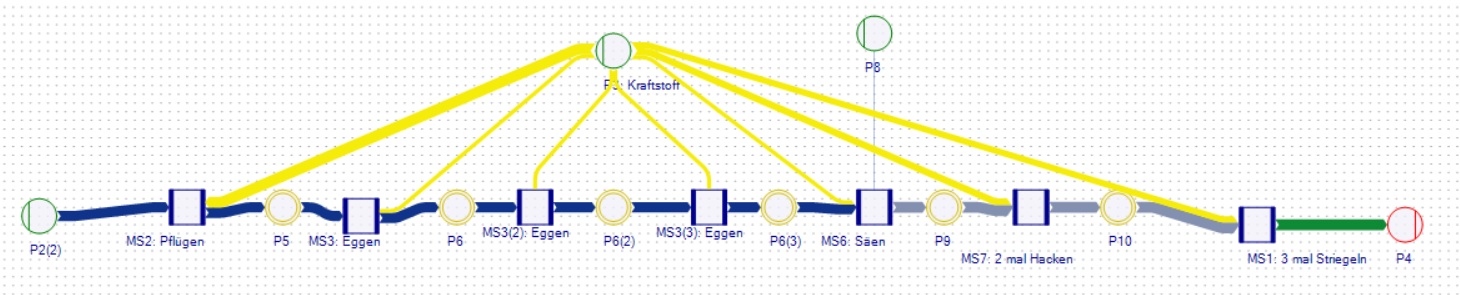 P8
P3: Kraftstoff
P2(2)
MS2: Pflügen
P5
MS3: Eggen
P6
MS3(2): Eggen
P6(2)
MS3(3): Eggen
P6(3)
MS6: Säen
P9
MS7: 2 mal Hacken
P10
MS1: 3 mal Striegeln
P4